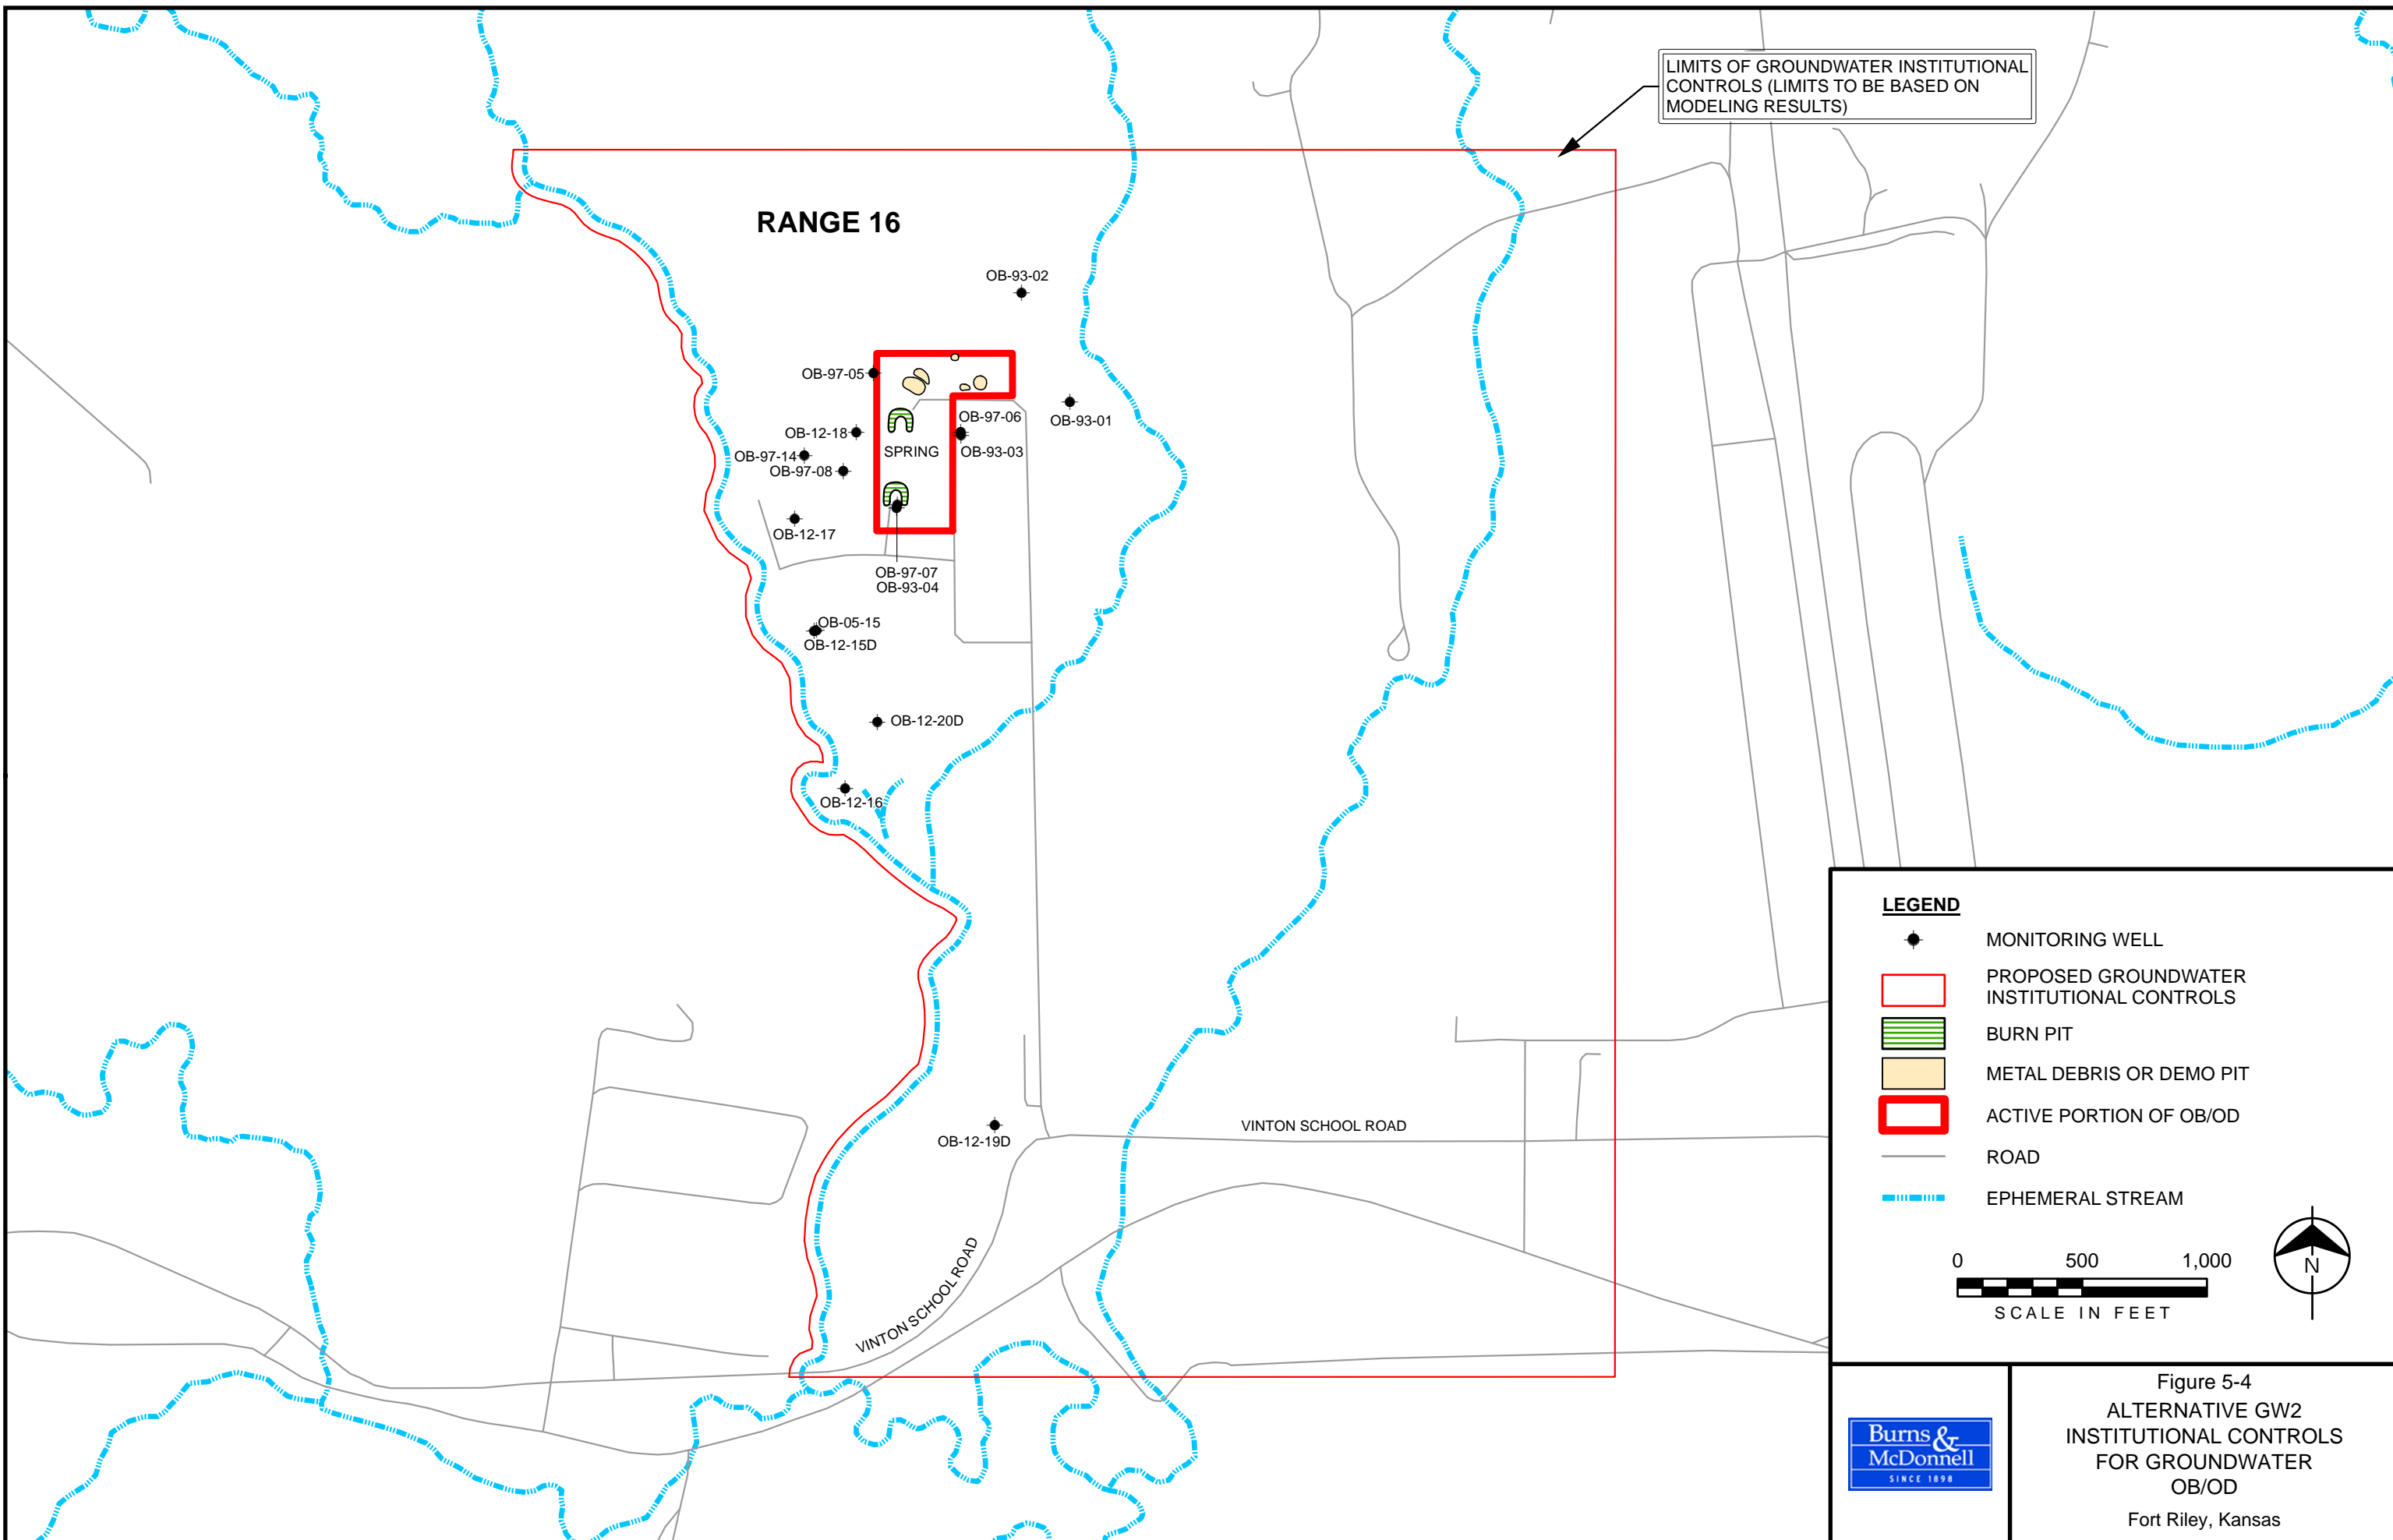 LIMITS OF GROUNDWATER INSTITUTIONAL
CONTROLS (LIMITS TO BE BASED ON
MODELING RESULTS)
RANGE 16
OB-93-02
OB-97-05
OB-93-01
OB-97-06
OB-12-18
OB-93-03
SPRING
OB-97-14
OB-97-08
OB-12-17
OB-97-07
OB-93-04
OB-05-15
OB-12-15D
OB-12-20D
OB-12-16
OB-12-19D
VINTON SCHOOL ROAD
VINTON SCHOOL ROAD
LEGEND
MONITORING WELL
PROPOSED GROUNDWATER
INSTITUTIONAL CONTROLS
BURN PIT
METAL DEBRIS OR DEMO PIT
ACTIVE PORTION OF OB/OD
ROAD
EPHEMERAL STREAM
0 500 1,000
SCALE IN FEET
N
Burns &
McDonnell
SINCE 1898
Figure 5-4
ALTERNATIVE GW2
INSTITUTIONAL CONTROLS
FOR GROUNDWATER
OB/OD
Fort Riley, Kansas